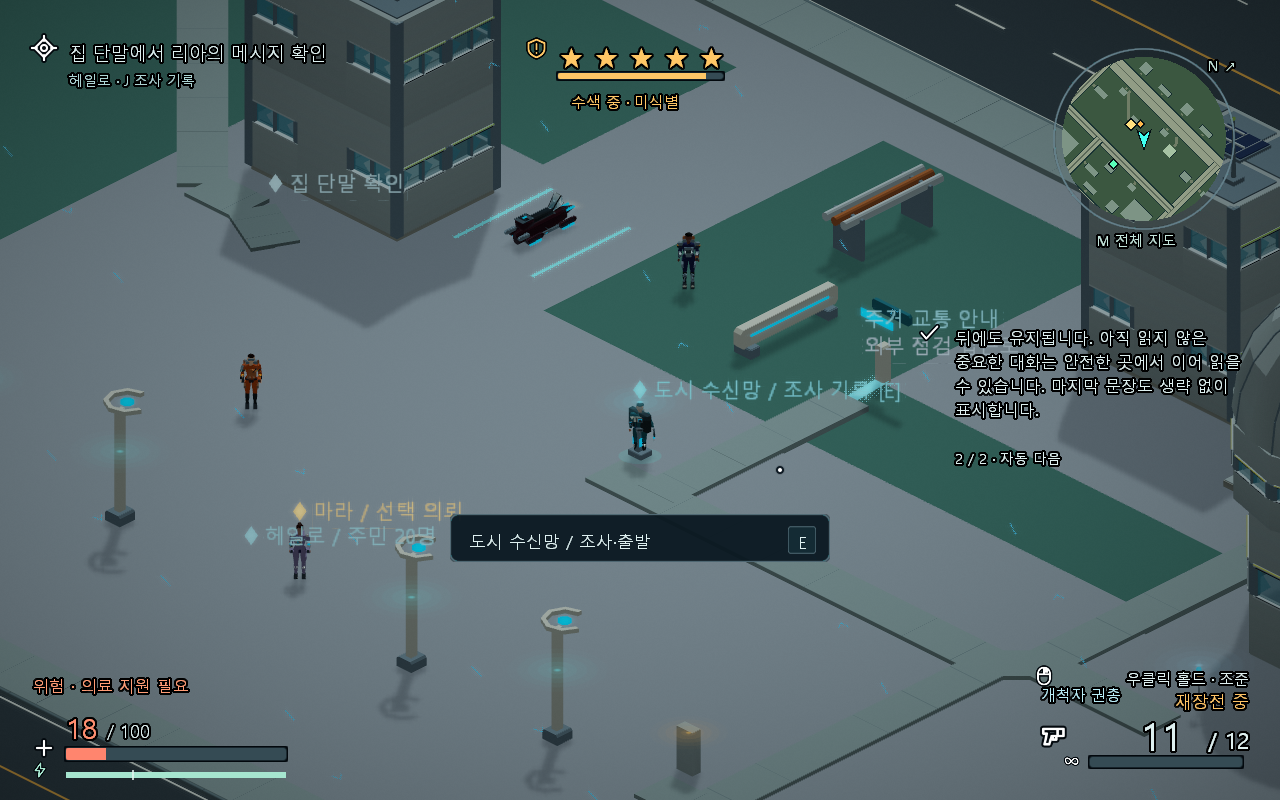 집 단말에서 리아의 메시지 확인
헤일로 · J 조사 기록
수색 중 · 미식별
N
M 전체 지도
집 단말 확인
주거 교통 안내
외부 점검
뒤에도 유지됩니다. 아직 읽지 않은
중요한 대화는 안전한 곳에서 이어 읽을
수 있습니다. 마지막 문장도 생략 없이
표시합니다.
2 / 2 · 자동 다음
도시 수신망 / 조사 기록 [E]
마라 / 선택 의뢰
헤일로 / 주민 20명
도시 수신망 / 조사·출발
E
위험 · 의료 지원 필요
18 / 100
우클릭 홀드 · 조준
개척자 권총
재장전 중
11 / 12
∞